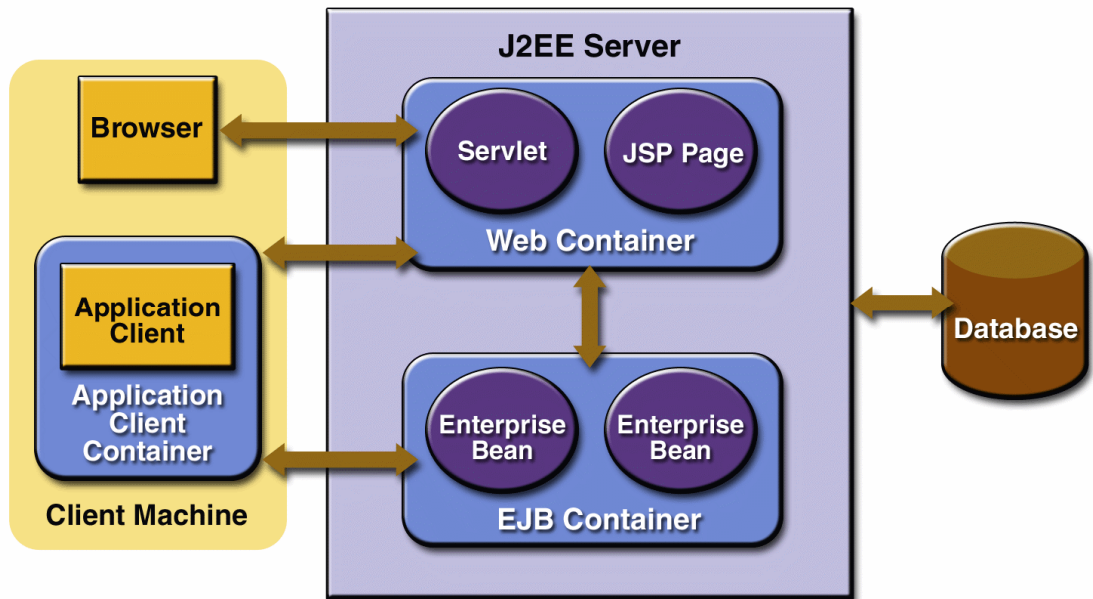 J2EE Server
Browser
Servlet
JSP Page
Web Container
Application
Client
Application
Client
Container
Client Machine
Enterprise
Bean
Enterprise
Bean
EJB Container
Database